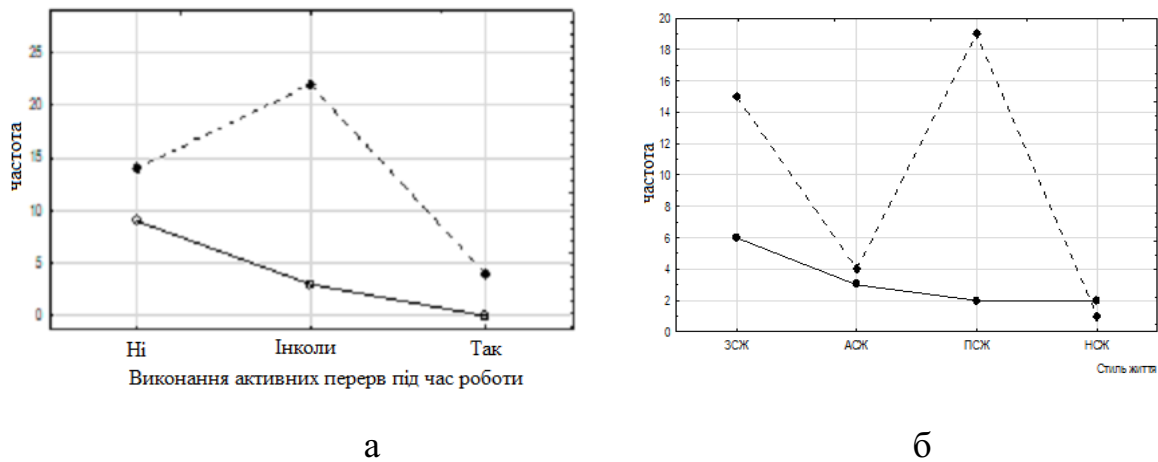 25
20
15
10
5
0
частота
Ні Інколи Так
Виконання активних перерв під час роботи
а
20
18
16
14
12
10
8
6
4
2
0
частота
ЗСЖ АСЖ ПСЖ НСЖ
Стиль життя
б